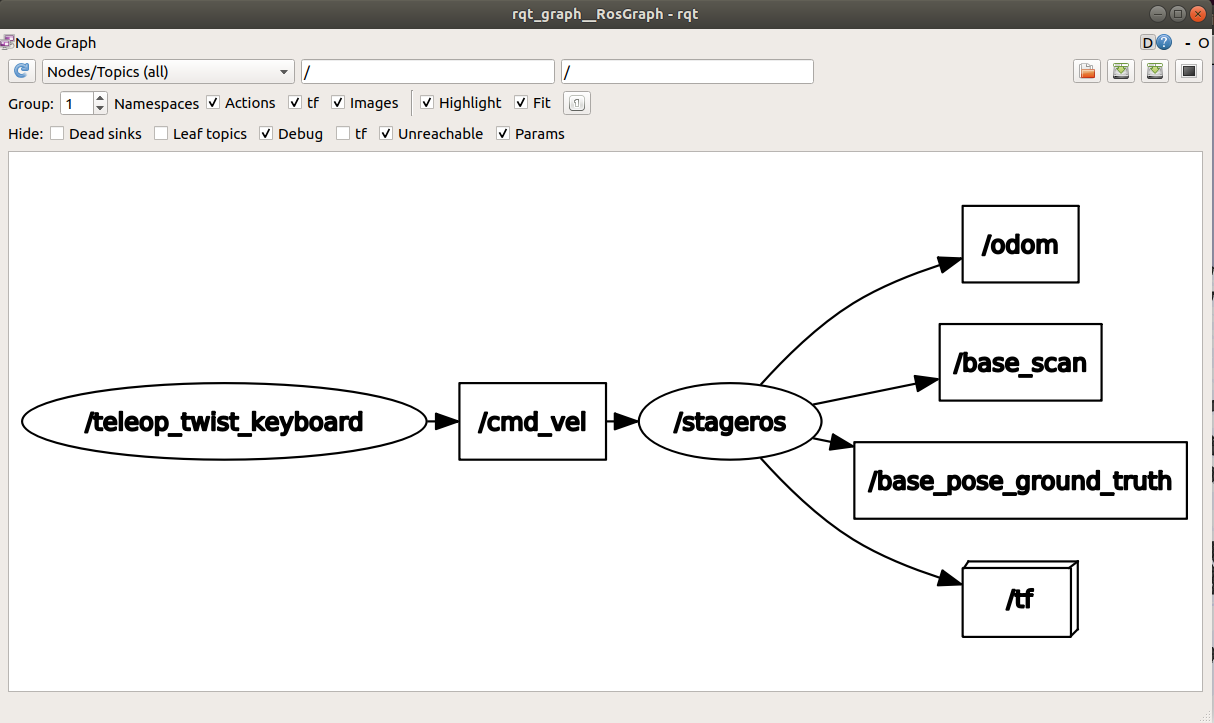 rqt_graph__RosGraph - rqt
Node Graph
D ? - O
Nodes/Topics (all) / /
Group: 1 Namespaces Actions tf Images Highlight Fit
Hide: Dead sinks Leaf topics Debug tf Unreachable Params
/odom
/base_scan
/teleop_twist_keyboard /cmd_vel /stageros
/base_pose_ground_truth
/tf